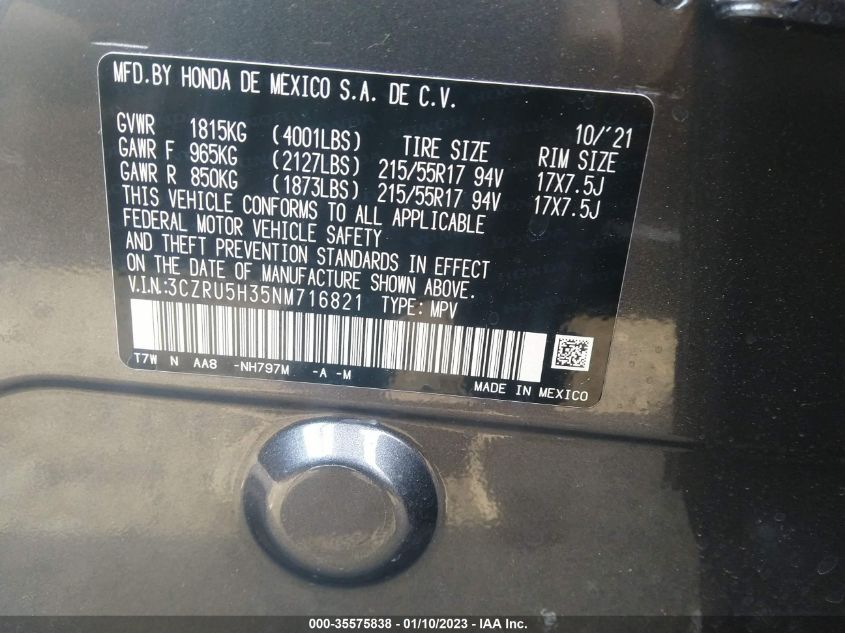 MFD.BY HONDA DE MEXICO S.A. DE C.V.
10/'21
GVWR 1815KG (4001LBS) TIRE SIZE RIM SIZE
GAWR F 965KG (2127LBS) 215/55R17 94V 17X7.5J
GAWR R 850KG (1873LBS) 215/55R17 94V 17X7.5J
THIS VEHICLE CONFORMS TO ALL APPLICABLE
FEDERAL MOTOR VEHICLE SAFETY
AND THEFT PREVENTION STANDARDS IN EFFECT
ON THE DATE OF MANUFACTURE SHOWN ABOVE.
V.I.N.:3CZRU5H35NM716821 TYPE: MPV
T7W N AA8 -NH797M -A -M
MADE IN MEXICO
000-35575838 - 01/10/2023 - IAA Inc.